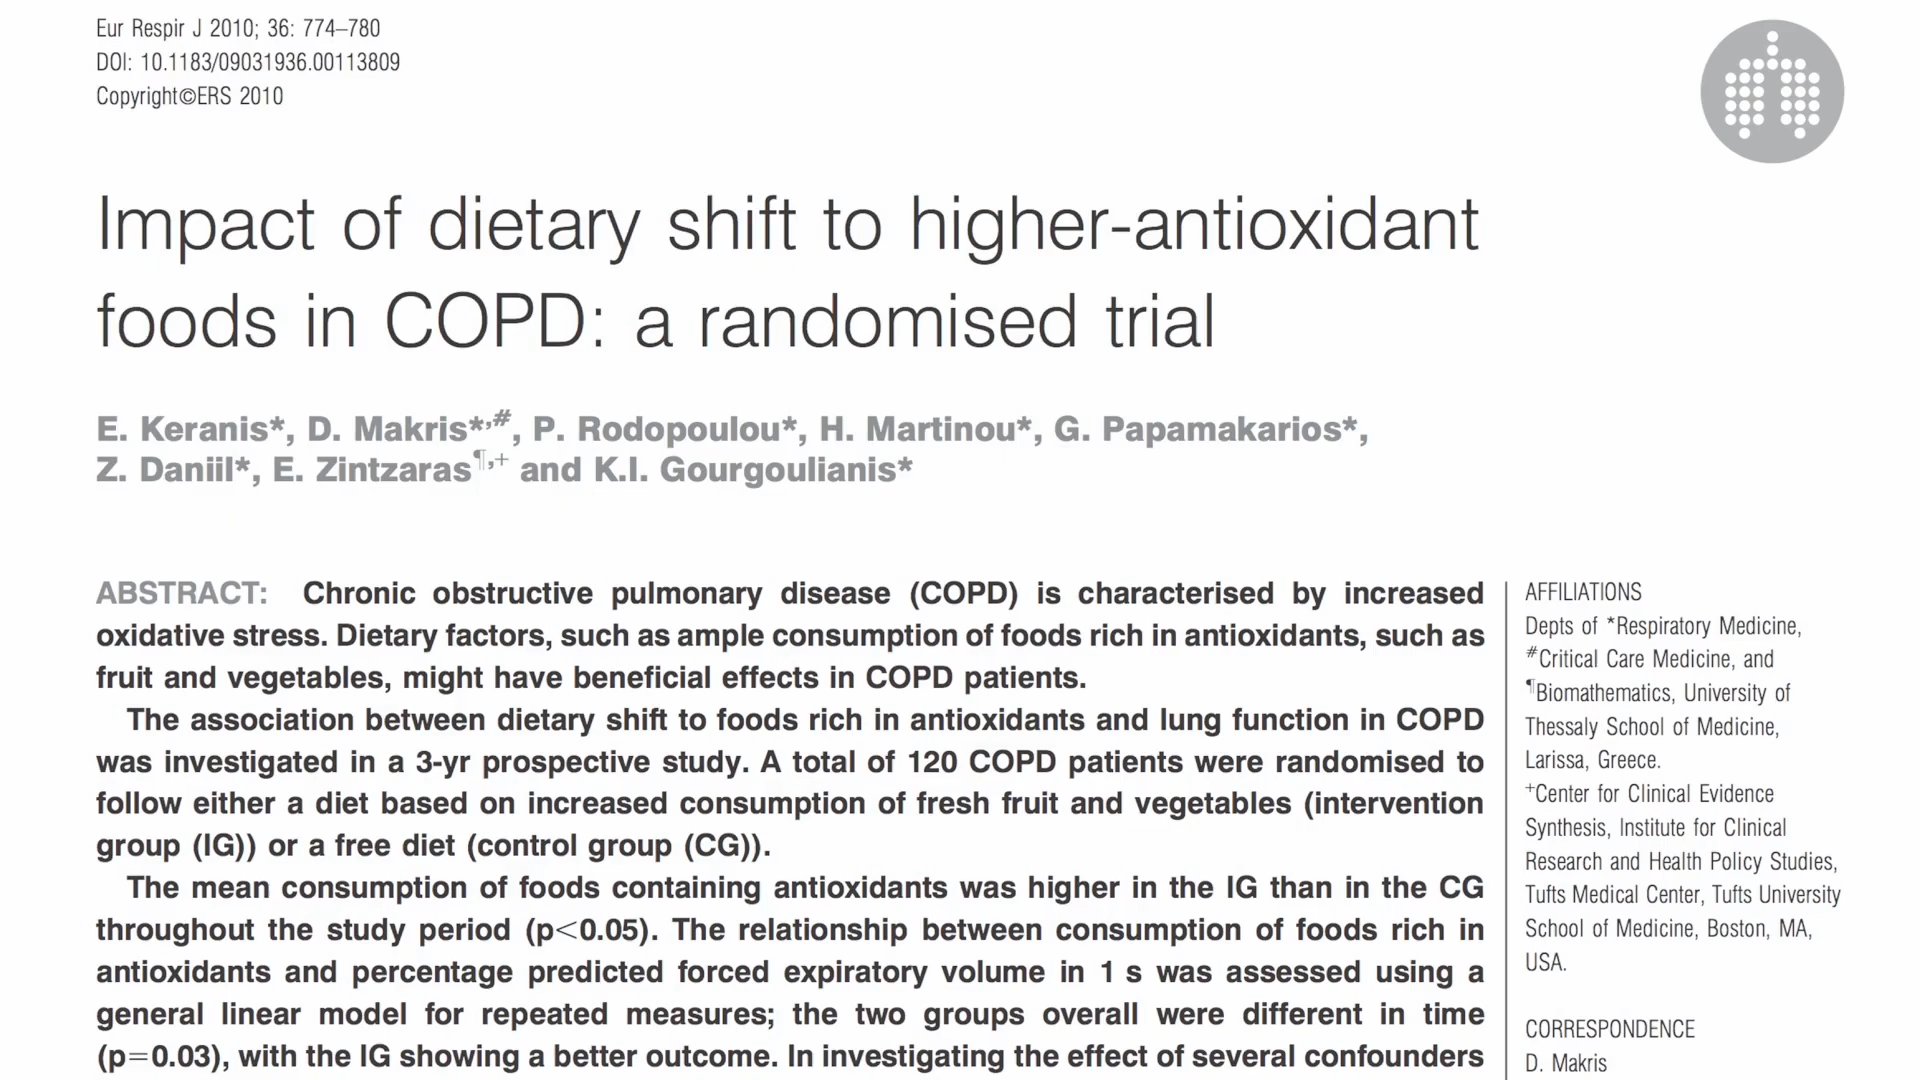 Eur Respir J 2010; 36: 774–780
DOI: 10.1183/09031936.00113809
Copyright©ERS 2010
Impact of dietary shift to higher-antioxidant
foods in COPD: a randomised trial
E. Keranis*, D. Makris*,#, P. Rodopoulou*, H. Martinou*, G. Papamakarios*,
Z. Daniil*, E. Zintzaras¶,+ and K.I. Gourgoulianis*
ABSTRACT: Chronic obstructive pulmonary disease (COPD) is characterised by increased
oxidative stress. Dietary factors, such as ample consumption of foods rich in antioxidants, such as
fruit and vegetables, might have beneficial effects in COPD patients.
The association between dietary shift to foods rich in antioxidants and lung function in COPD
was investigated in a 3-yr prospective study. A total of 120 COPD patients were randomised to
follow either a diet based on increased consumption of fresh fruit and vegetables (intervention
group (IG)) or a free diet (control group (CG)).
The mean consumption of foods containing antioxidants was higher in the IG than in the CG
throughout the study period (p<0.05). The relationship between consumption of foods rich in
antioxidants and percentage predicted forced expiratory volume in 1 s was assessed using a
general linear model for repeated measures; the two groups overall were different in time
(p=0.03), with the IG showing a better outcome. In investigating the effect of several confounders
AFFILIATIONS
Depts of *Respiratory Medicine,
#Critical Care Medicine, and
¶Biomathematics, University of
Thessaly School of Medicine,
Larissa, Greece.
+Center for Clinical Evidence
Synthesis, Institute for Clinical
Research and Health Policy Studies,
Tufts Medical Center, Tufts University
School of Medicine, Boston, MA,
USA.
CORRESPONDENCE
D. Makris